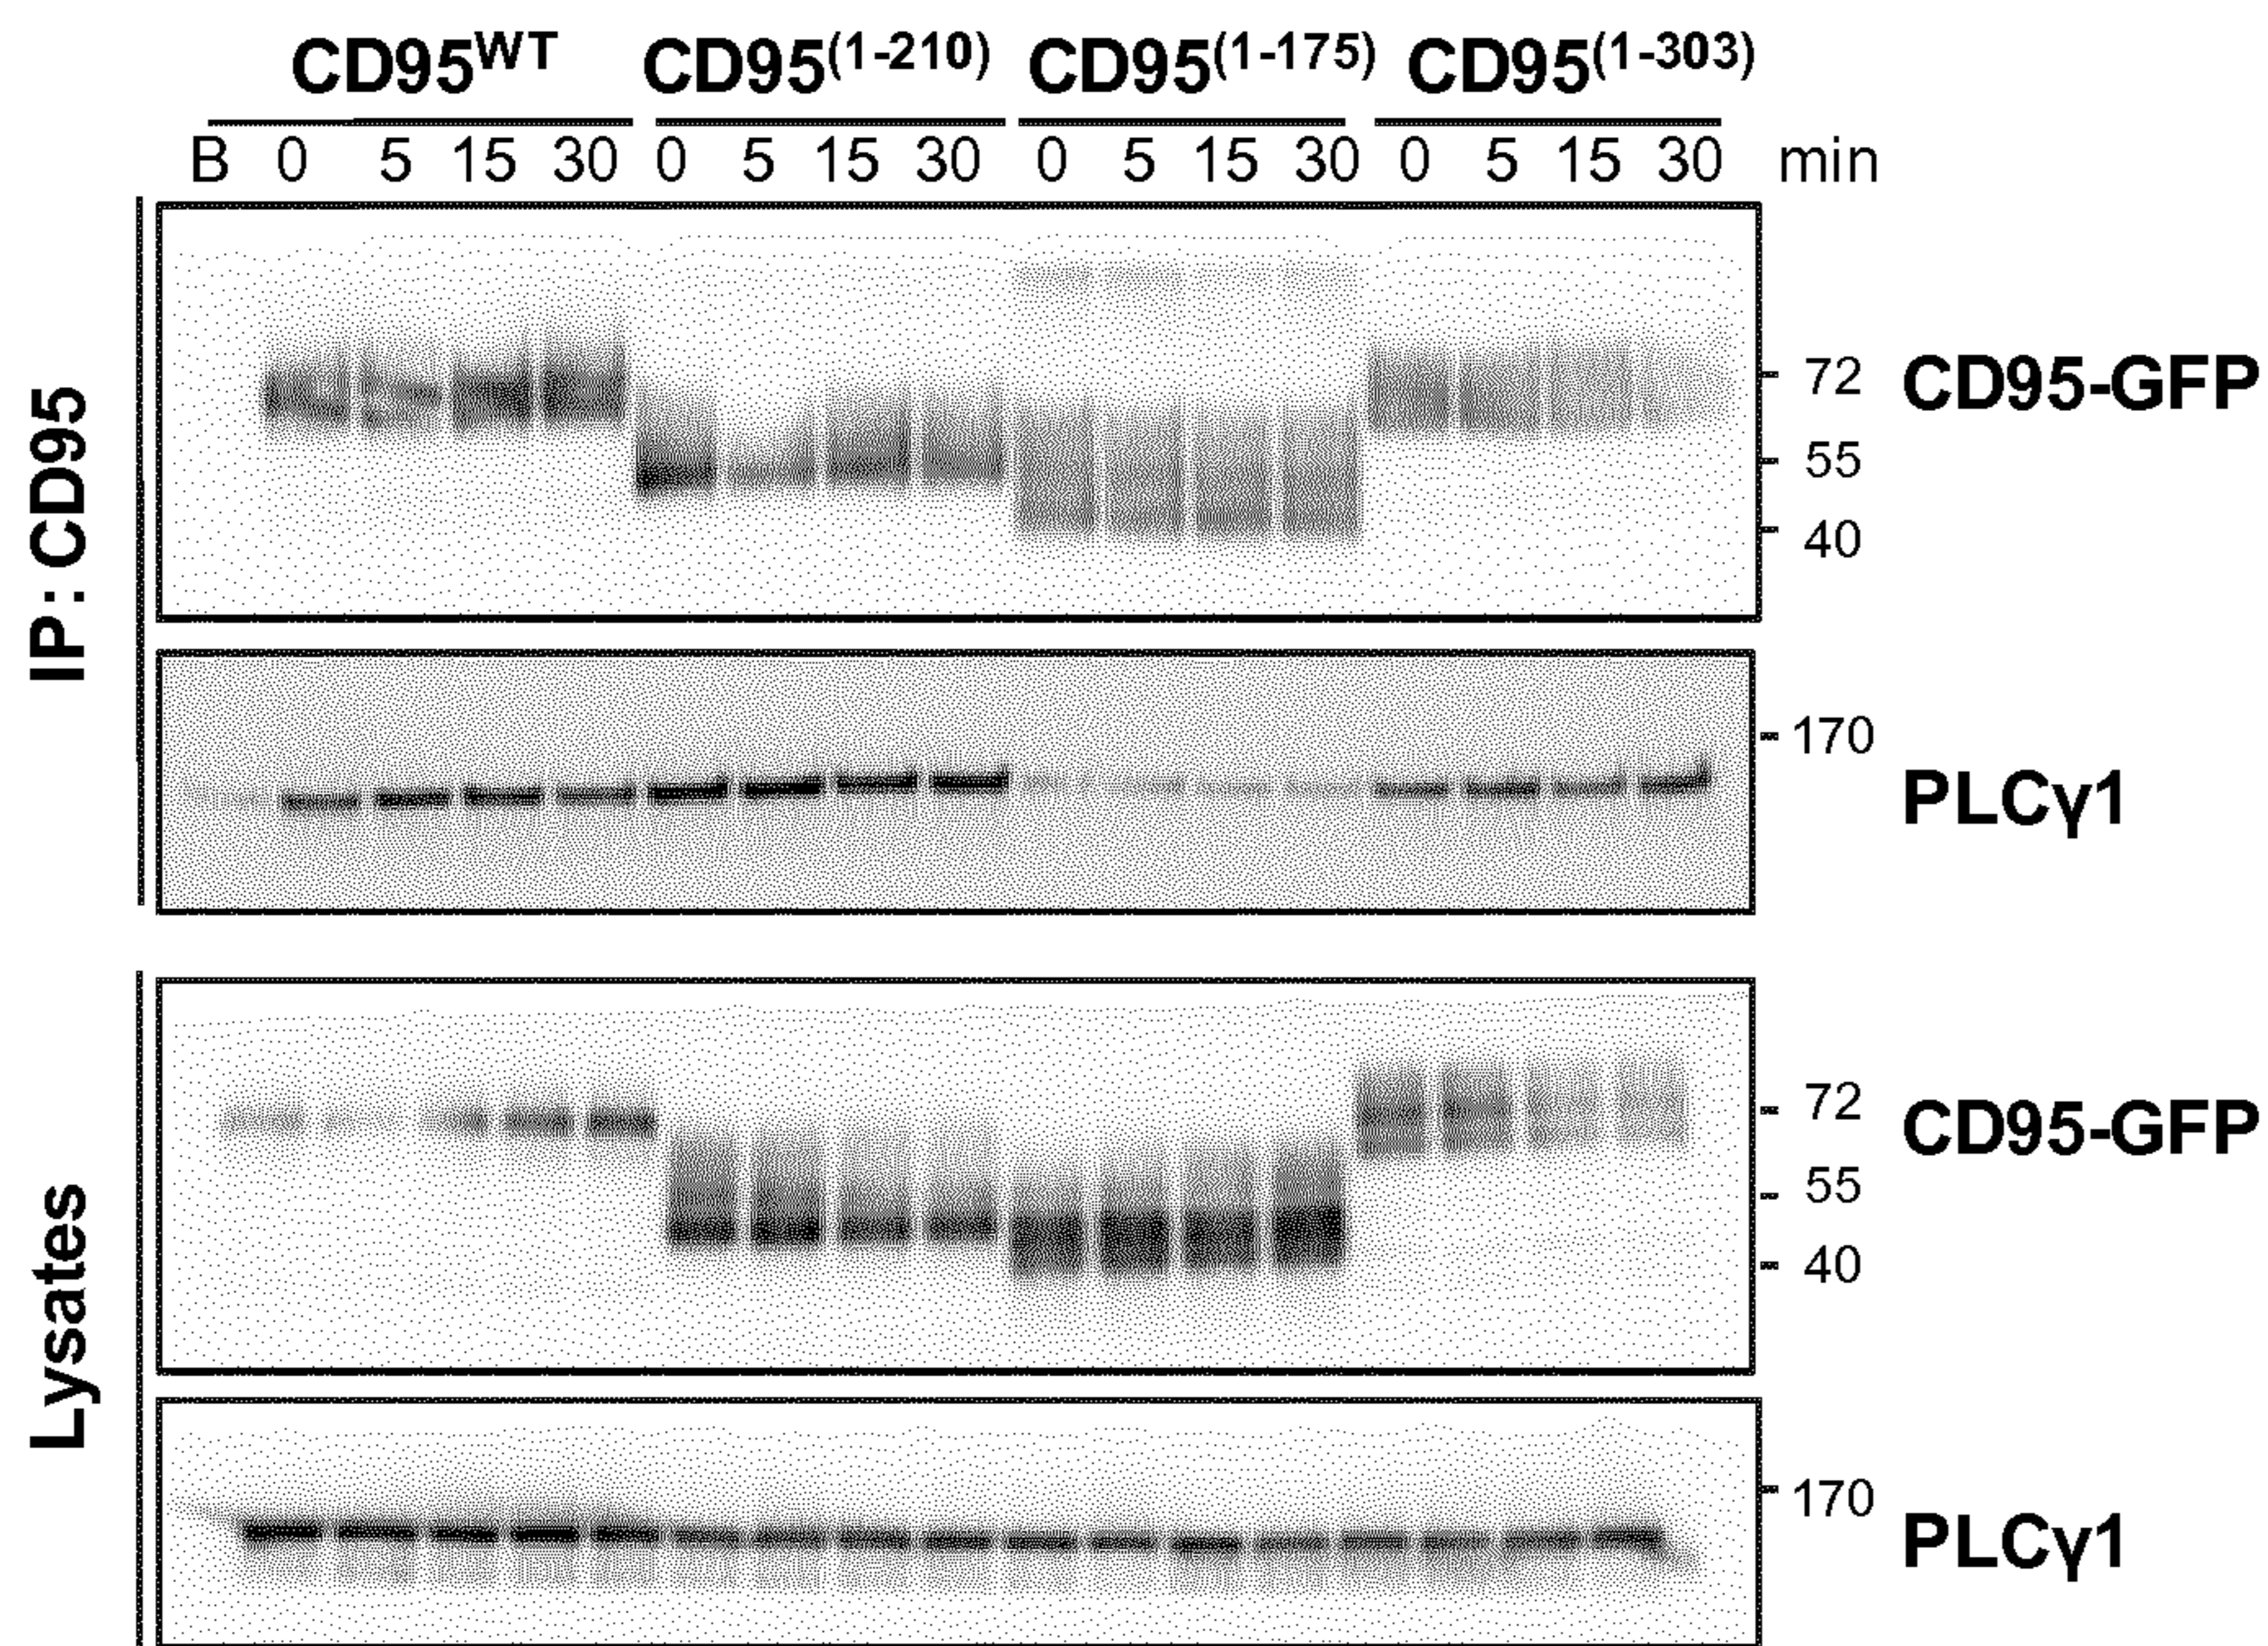 CD95WT CD95(1-210) CD95(1-175) CD95(1-303)
B 0 5 15 30 0 5 15 30 0 5 15 30 0 5 15 30 min
IP: CD95
72
CD95-GFP
55
40
170
PLCγ1
Lysates
72
CD95-GFP
55
40
170
PLCγ1